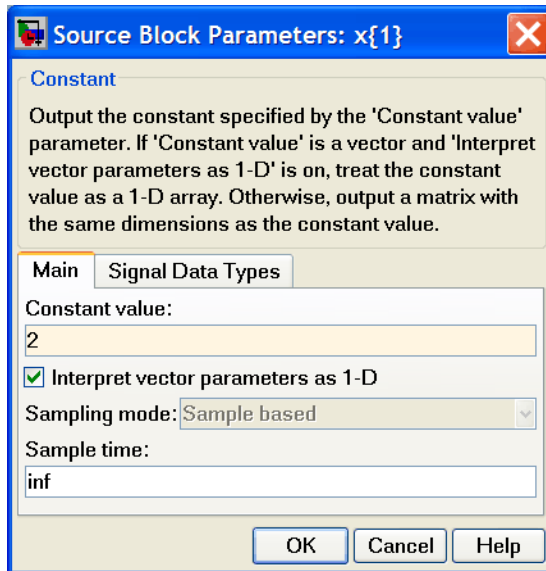 Source Block Parameters: x{1}
Constant
Output the constant specified by the 'Constant value'
parameter. If 'Constant value' is a vector and 'Interpret
vector parameters as 1-D' is on, treat the constant
value as a 1-D array. Otherwise, output a matrix with
the same dimensions as the constant value.
Main Signal Data Types
Constant value:
2
Interpret vector parameters as 1-D
Sampling mode: Sample based
Sample time:
inf
OK Cancel Help